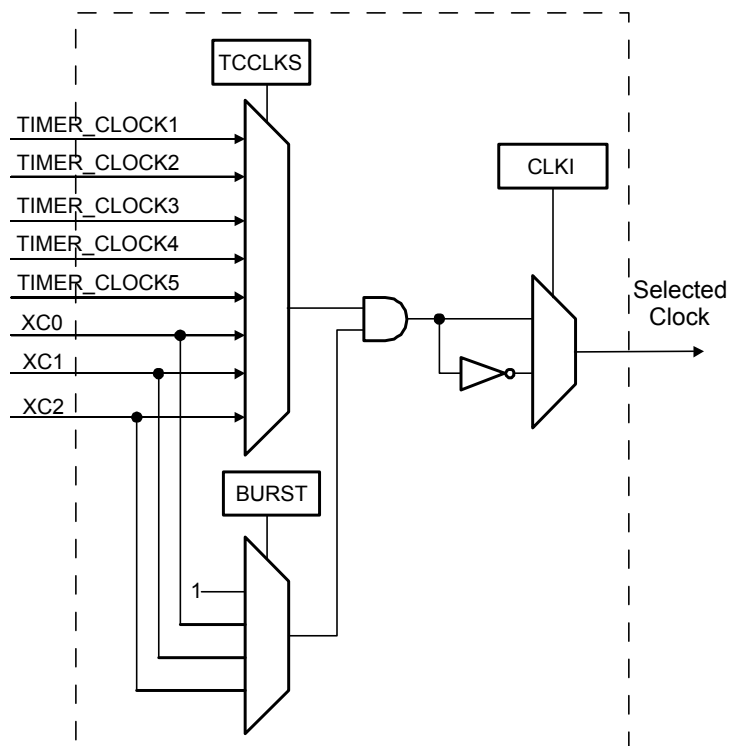 TCCLKS
TIMER_CLOCK1
TIMER_CLOCK2
CLKI
TIMER_CLOCK3
TIMER_CLOCK4
TIMER_CLOCK5
Selected
Clock
XC0
XC1
XC2
BURST
1